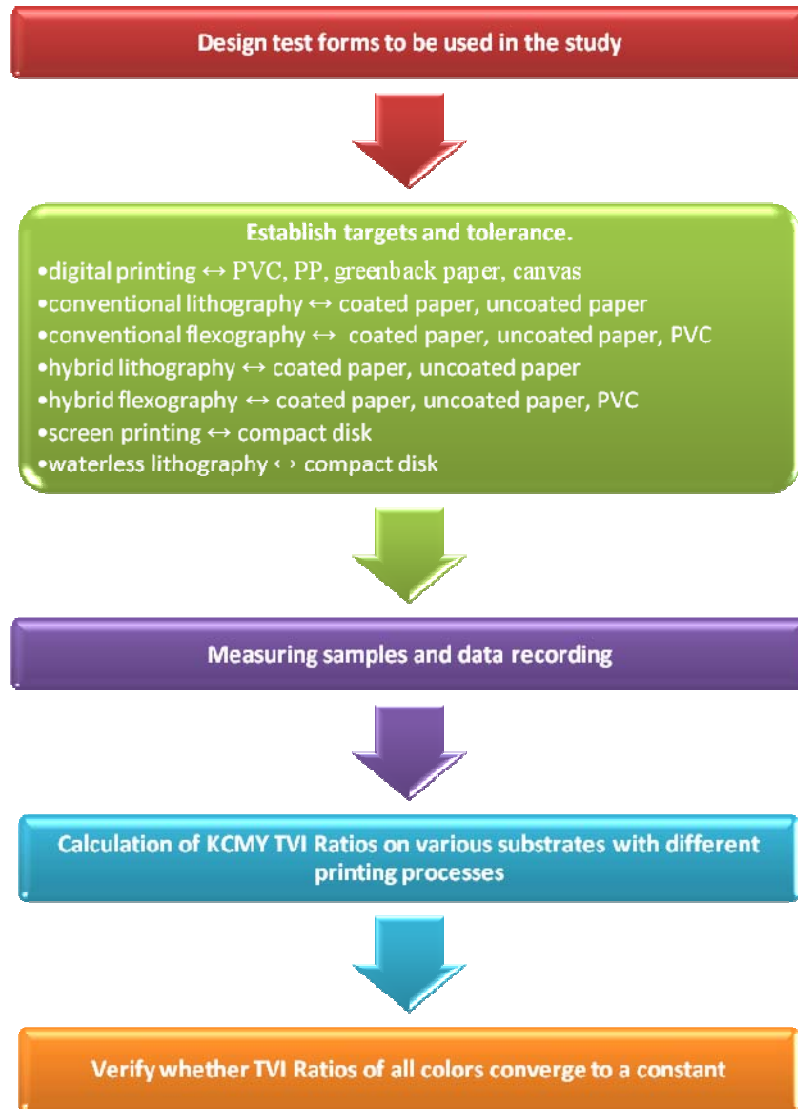 Design test forms to be used in the study
Establish targets and tolerance.
•digital printing ↔ PVC, PP, greenback paper, canvas
•conventional lithography ↔ coated paper, uncoated paper
•conventional flexography ↔ coated paper, uncoated paper, PVC
•hybrid lithography ↔ coated paper, uncoated paper
•hybrid flexography ↔ coated paper, uncoated paper, PVC
•screen printing ↔ compact disk
•waterless lithography ↔ compact disk
Measuring samples and data recording
Calculation of KCMY TVI Ratios on various substrates with different
printing processes
Verify whether TVI Ratios of all colors converge to a constant